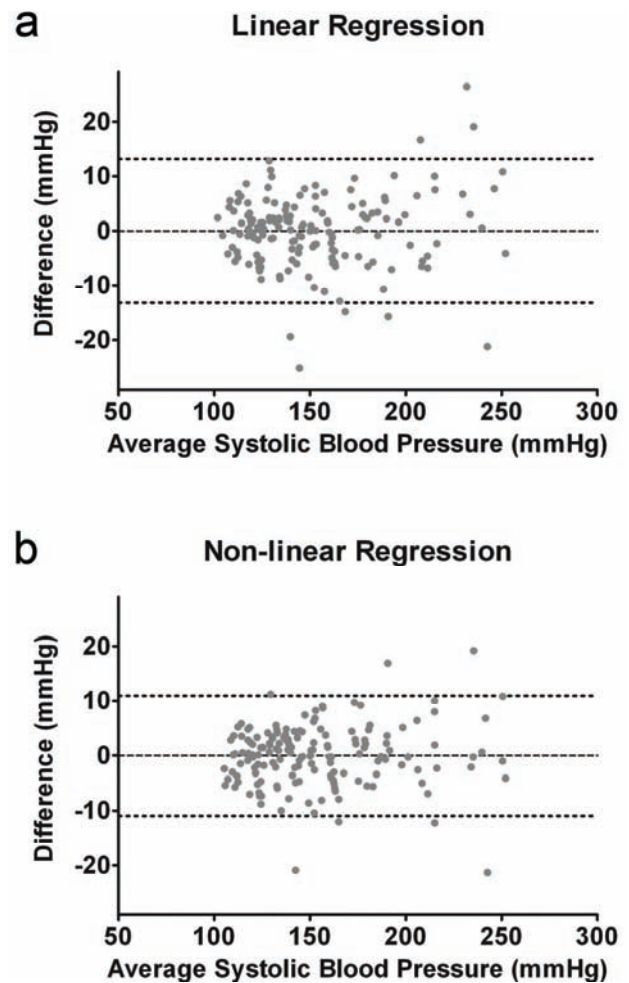 a
Linear Regression
Difference (mmHg)
20
10
0
-10
-20
50 100 150 200 250 300
Average Systolic Blood Pressure (mmHg)
b
Non-linear Regression
Difference (mmHg)
20
10
0
-10
-20
50 100 150 200 250 300
Average Systolic Blood Pressure (mmHg)